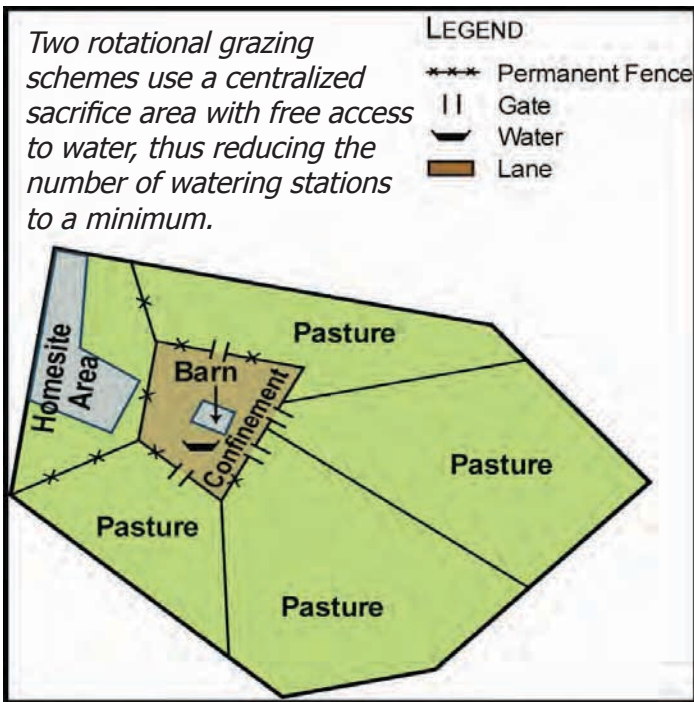 Two rotational grazing
schemes use a centralized
sacrifice area with free access
to water, thus reducing the
number of watering stations
to a minimum.
LEGEND
Permanent Fence
Gate
Water
Lane
Pasture
Homesite
Area
Barn
Confinement
Pasture
Pasture
Pasture